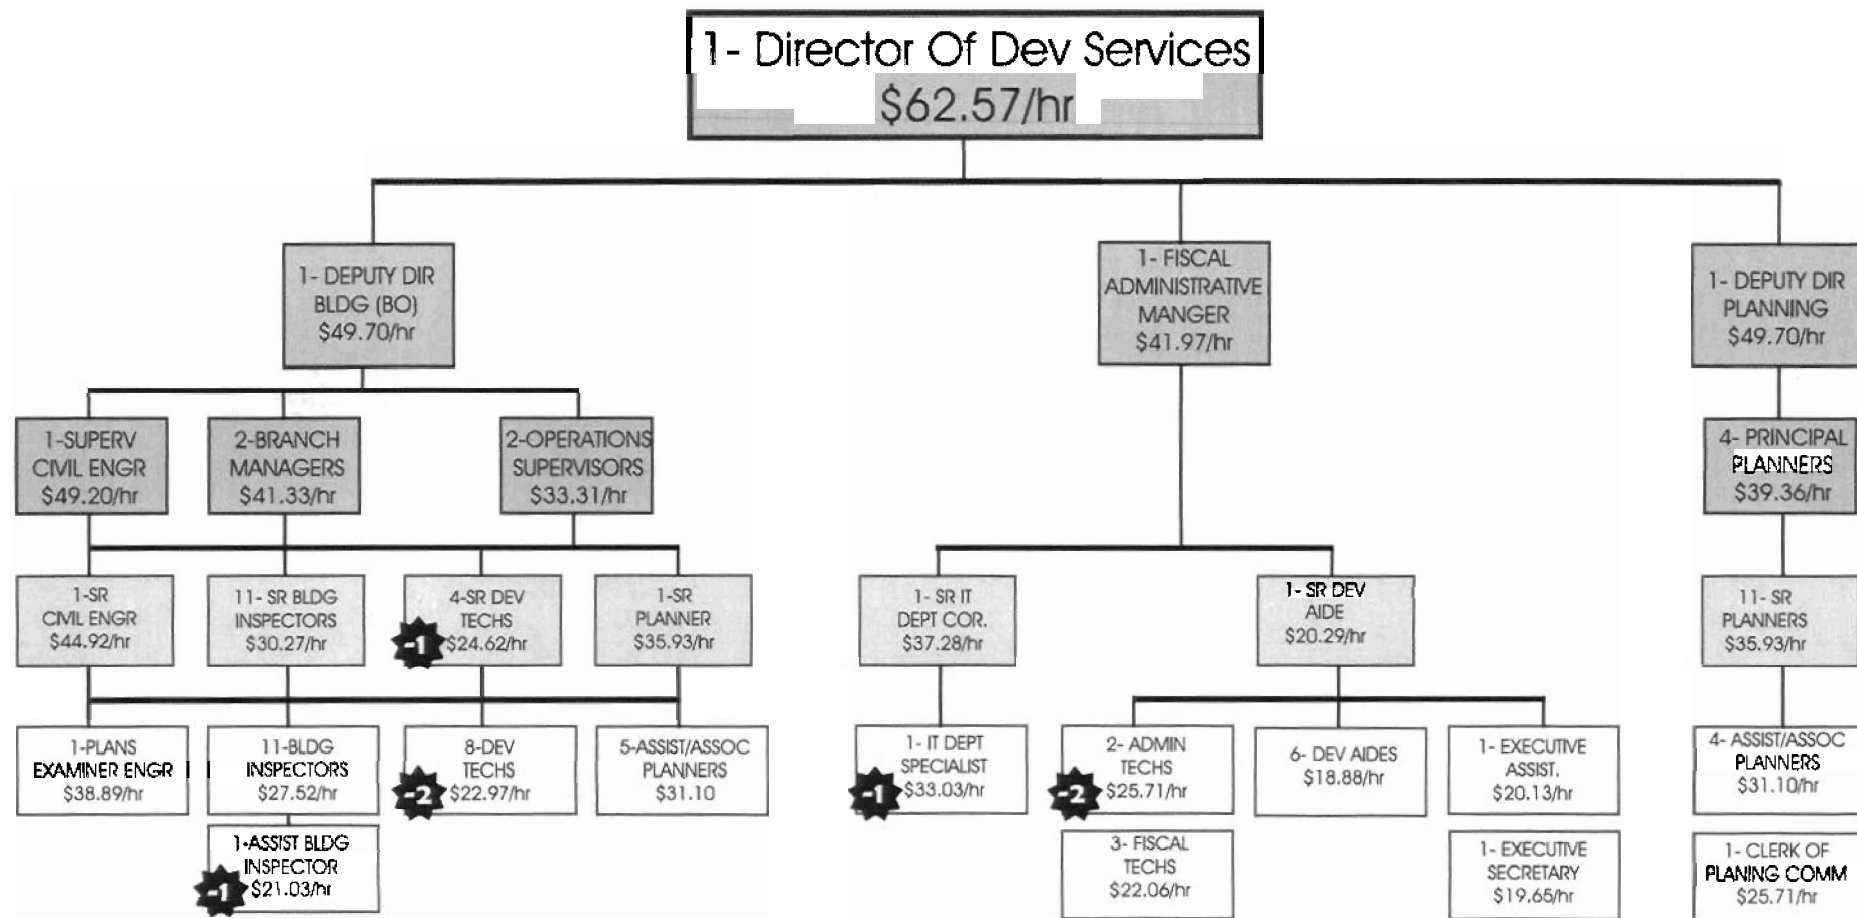 1- Director Of Dev Services
$62.57/hr
1- DEPUTY DIR
BLDG (BO)
$49.70/hr
1- FISCAL
ADMINISTRATIVE
MANGER
$41.97/hr
1- DEPUTY DIR
PLANNING
$49.70/hr
1-SUPERV
CIVIL ENGR
$49.20/hr
2-BRANCH
MANAGERS
$41.33/hr
2-OPERATIONS
SUPERVISORS
$33.31/hr
4- PRINCIPAL
PLANNERS
$39.36/hr
1-SR
CIVIL ENGR
$44.92/hr
11- SR BLDG
INSPECTORS
$30.27/hr
4-SR DEV
TECHS
-1 $24.62/hr
1-SR
PLANNER
$35.93/hr
1- SR IT
DEPT COR.
$37.28/hr
1- SR DEV
AIDE
$20.29/hr
11- SR
PLANNERS
$35.93/hr
1-PLANS
EXAMINER ENGR
$38.89/hr
11-BLDG
INSPECTORS
$27.52/hr
8-DEV
TECHS
-2 $22.97/hr
5-ASSIST/ASSOC
PLANNERS
$31.10
1- IT DEPT
SPECIALIST
-1 $33.03/hr
2- ADMIN
TECHS
-2 $25.71/hr
6- DEV AIDES
$18.88/hr
1- EXECUTIVE
ASSIST.
$20.13/hr
4- ASSIST/ASSOC
PLANNERS
$31.10/hr
1-ASSIST BLDG
INSPECTOR
-1 $21.03/hr
3- FISCAL
TECHS
$22.06/hr
1- EXECUTIVE
SECRETARY
$19.65/hr
1- CLERK OF
PLANING COMM
$25.71/hr